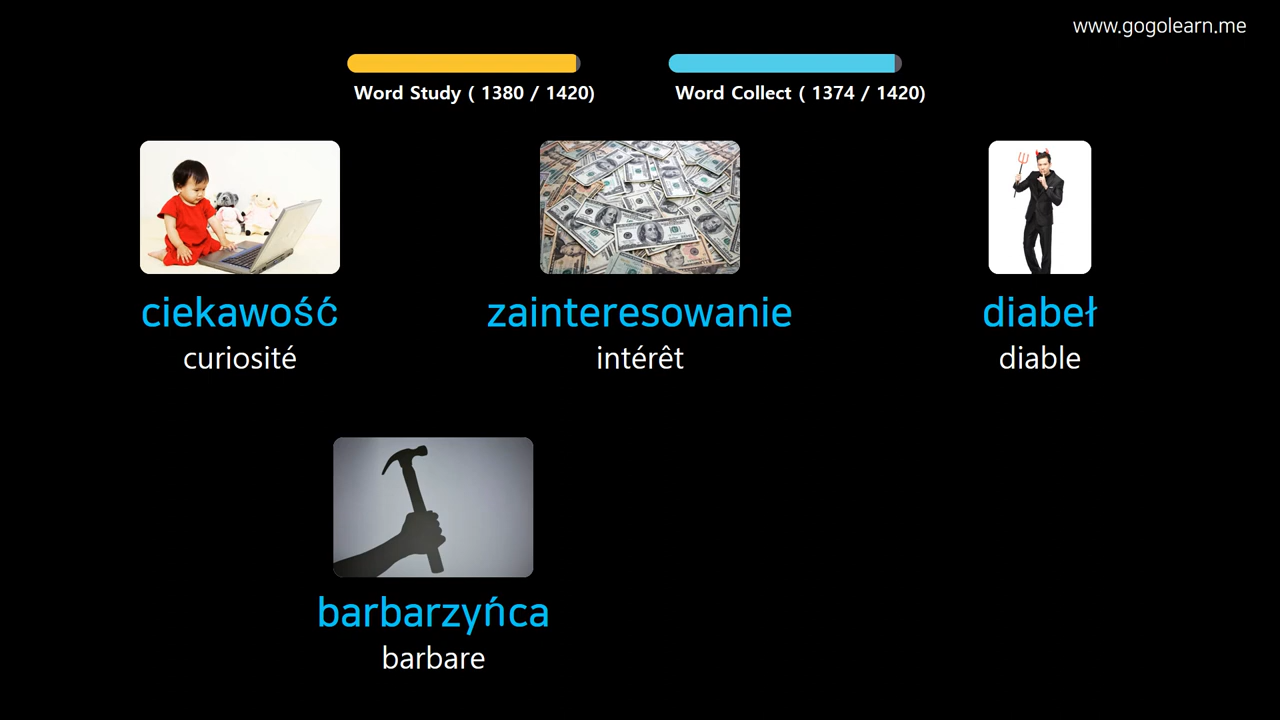 www.gogolearn.me
Word Study ( 1380 / 1420)
Word Collect ( 1374 / 1420)
ciekawość
curiosité
zainteresowanie
intérêt
diabeł
diable
barbarzyńca
barbare